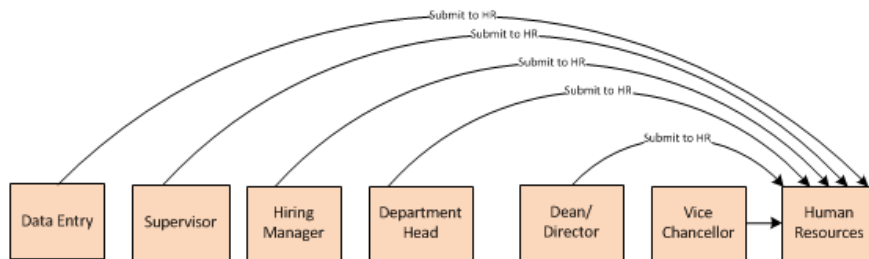 Submit to HR
Submit to HR
Submit to HR
Submit to HR
Submit to HR
Data Entry
Supervisor
Hiring
Manager
Department
Head
Dean/
Director
Vice
Chancellor
Human
Resources